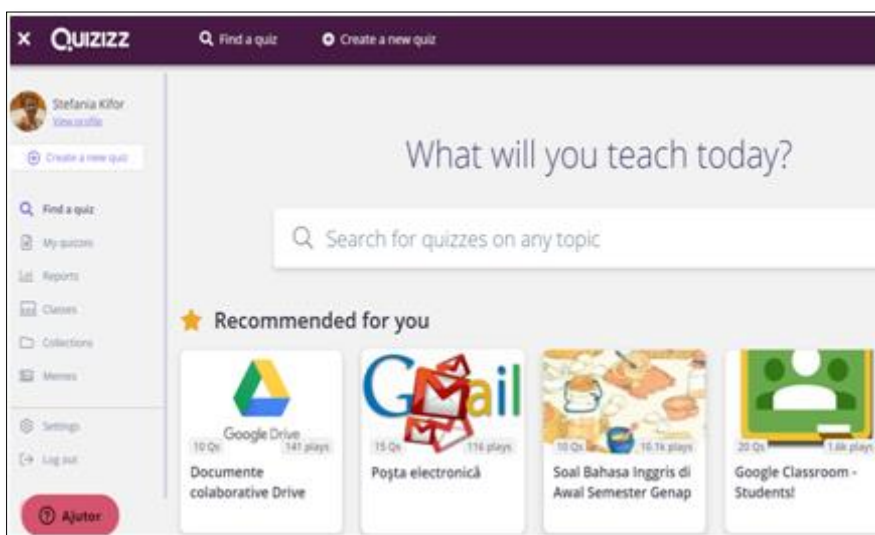 × QUIZIZZ
Find a quiz
Create a new quiz
Stefania Kifor
View profile
Create a new quiz
Find a quiz
My quizzes
Reports
Classes
Collections
Memes
Settings
Log out
Ajutor
What will you teach today?
Search for quizzes on any topic
Recommended for you
Google Drive
10 Qs
141 plays
Documente
colaborative Drive
Gmail
15 Qs
116 plays
Poșta electronică
10 Qs
10.1k plays
Soal Bahasa Inggris di
Awal Semester Genap
20 Qs
1.6k plays
Google Classroom -
Students!